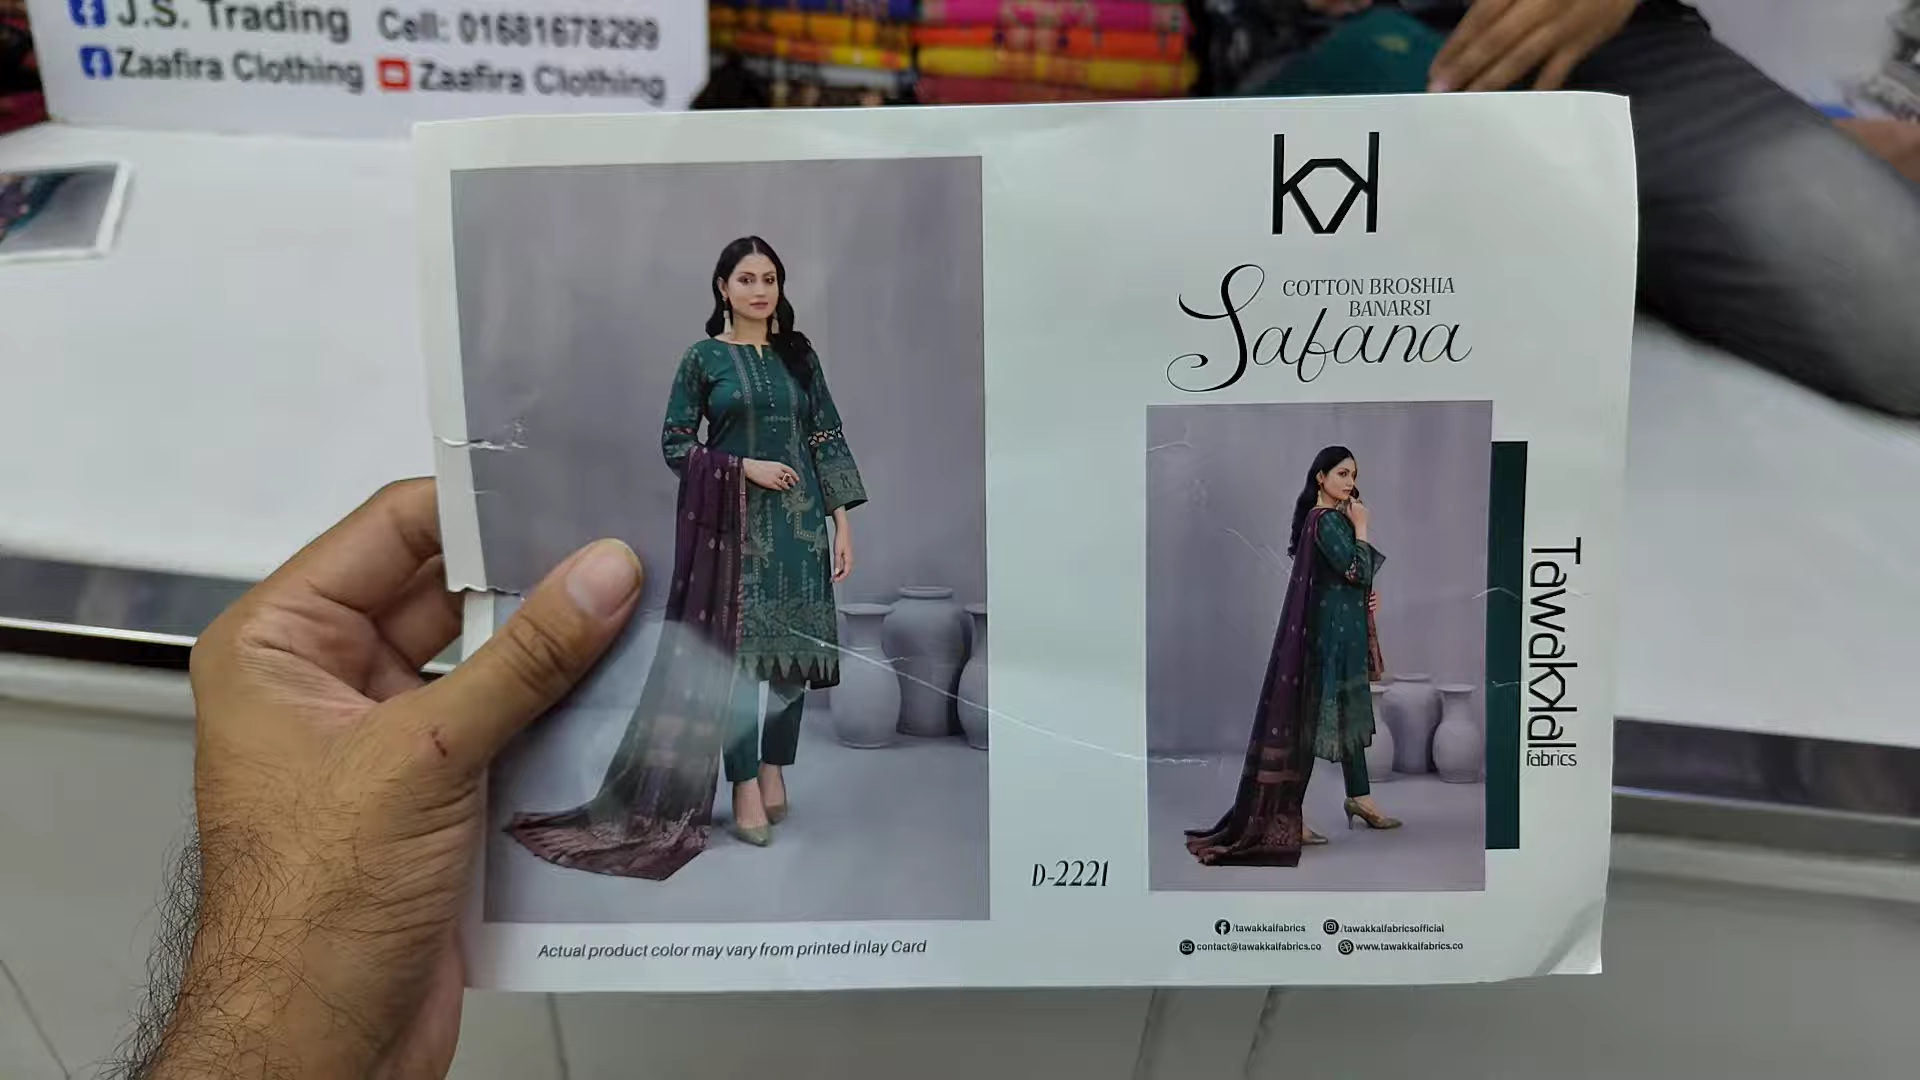 J.S. Trading Cell: 01681678299
Zaafira Clothing Zaafira Clothing
COTTON BROSHIA
BANARSI
Safana
Tawakkal
fabrics
D-2221
/tawakkalfabrics /tawakkalfabricsofficial
contact@tawakkalfabrics.co www.tawakkalfabrics.co
Actual product color may vary from printed inlay Card